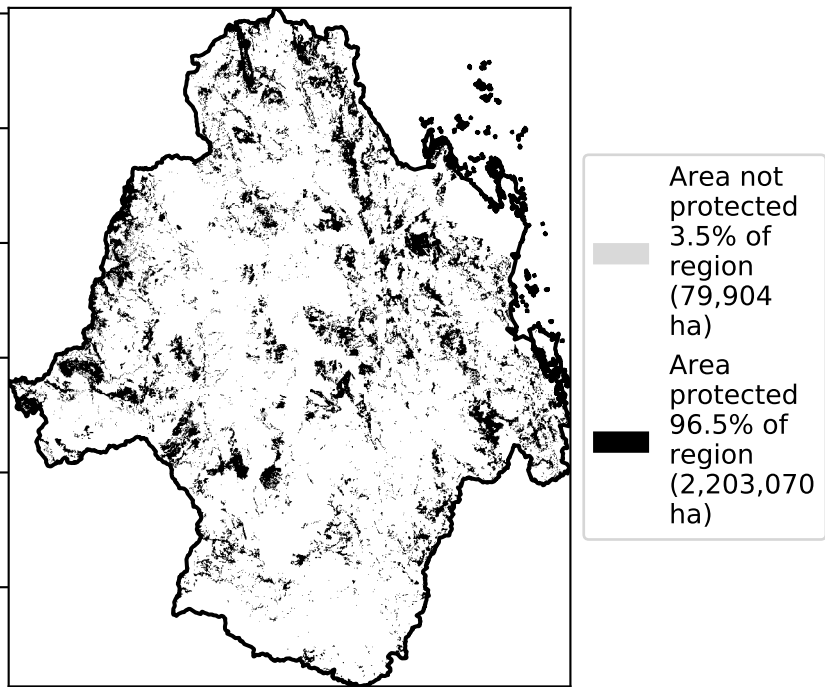 Area not
protected
3.5% of
region
(79,904
ha)
Area
protected
96.5% of
region
(2,203,070
ha)